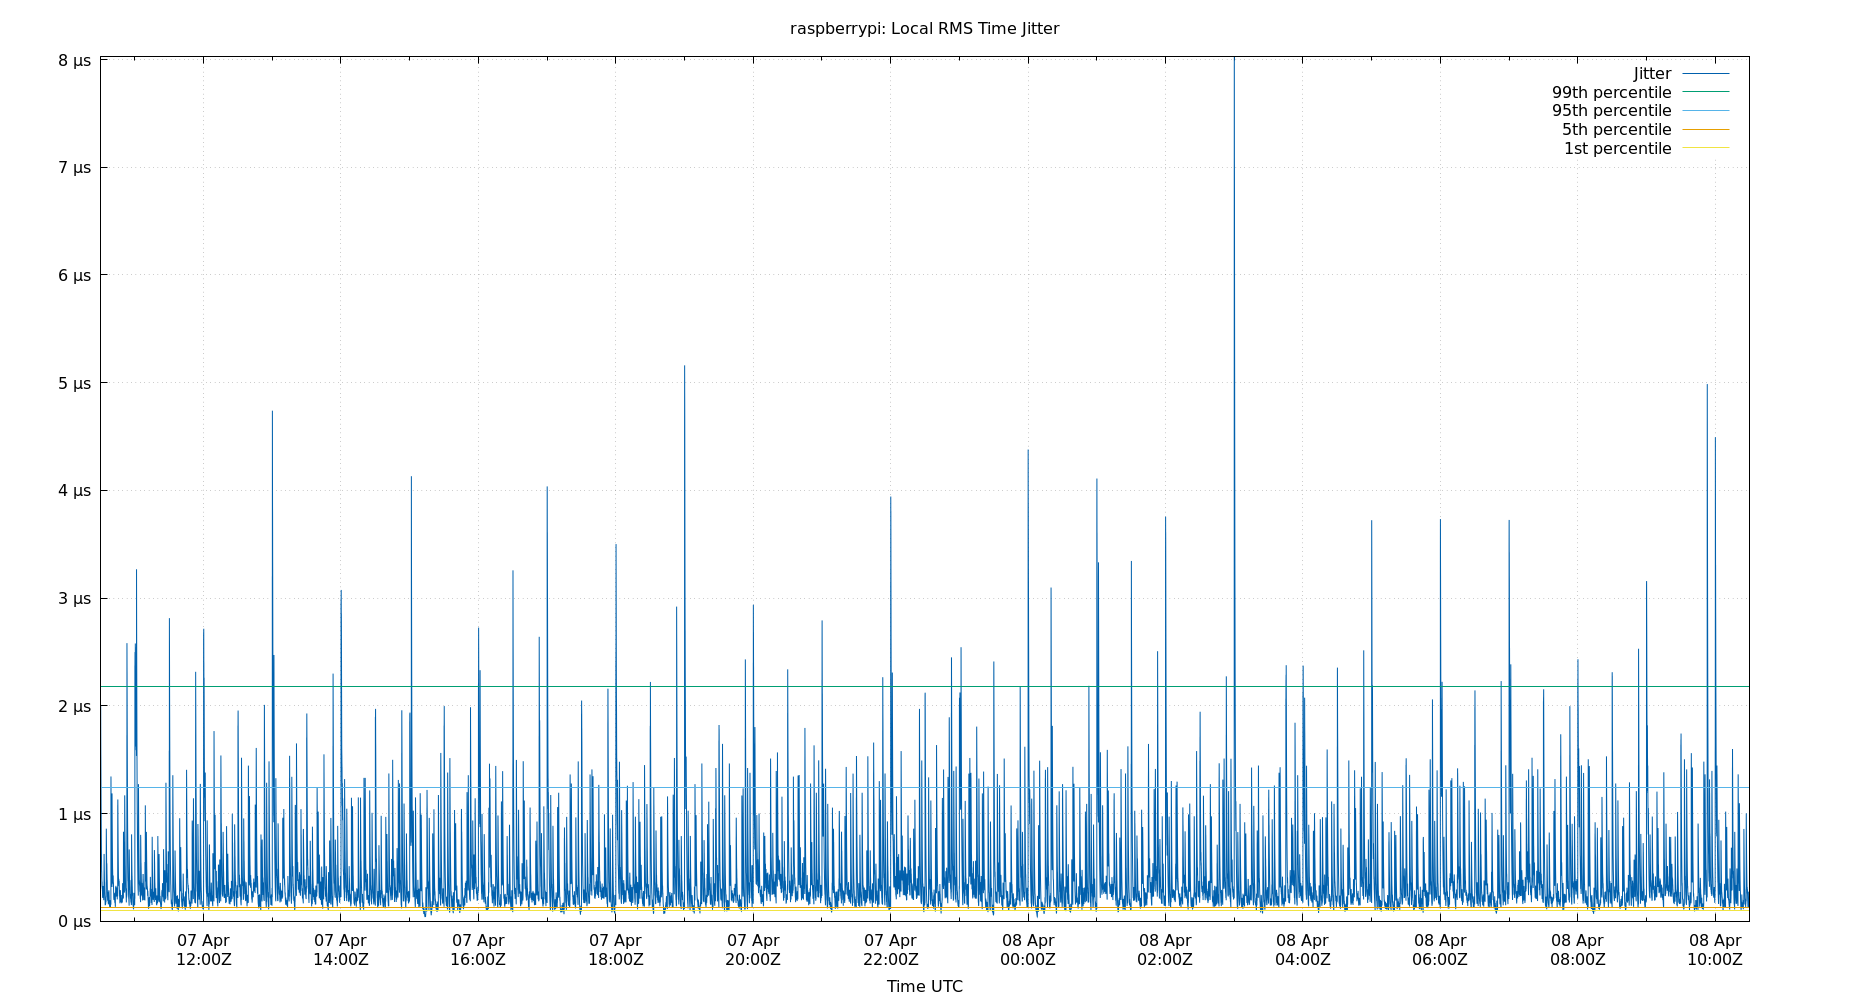 raspberrypi: Local RMS Time Jitter
8 µs
7 µs
6 µs
5 µs
4 µs
3 µs
2 µs
1 µs
0 µs
Jitter
99th percentile
95th percentile
5th percentile
1st percentile
07 Apr 07 Apr 07 Apr 07 Apr 07 Apr 07 Apr 08 Apr 08 Apr 08 Apr 08 Apr 08 Apr 08 Apr
12:00Z 14:00Z 16:00Z 18:00Z 20:00Z 22:00Z 00:00Z 02:00Z 04:00Z 06:00Z 08:00Z 10:00Z
Time UTC